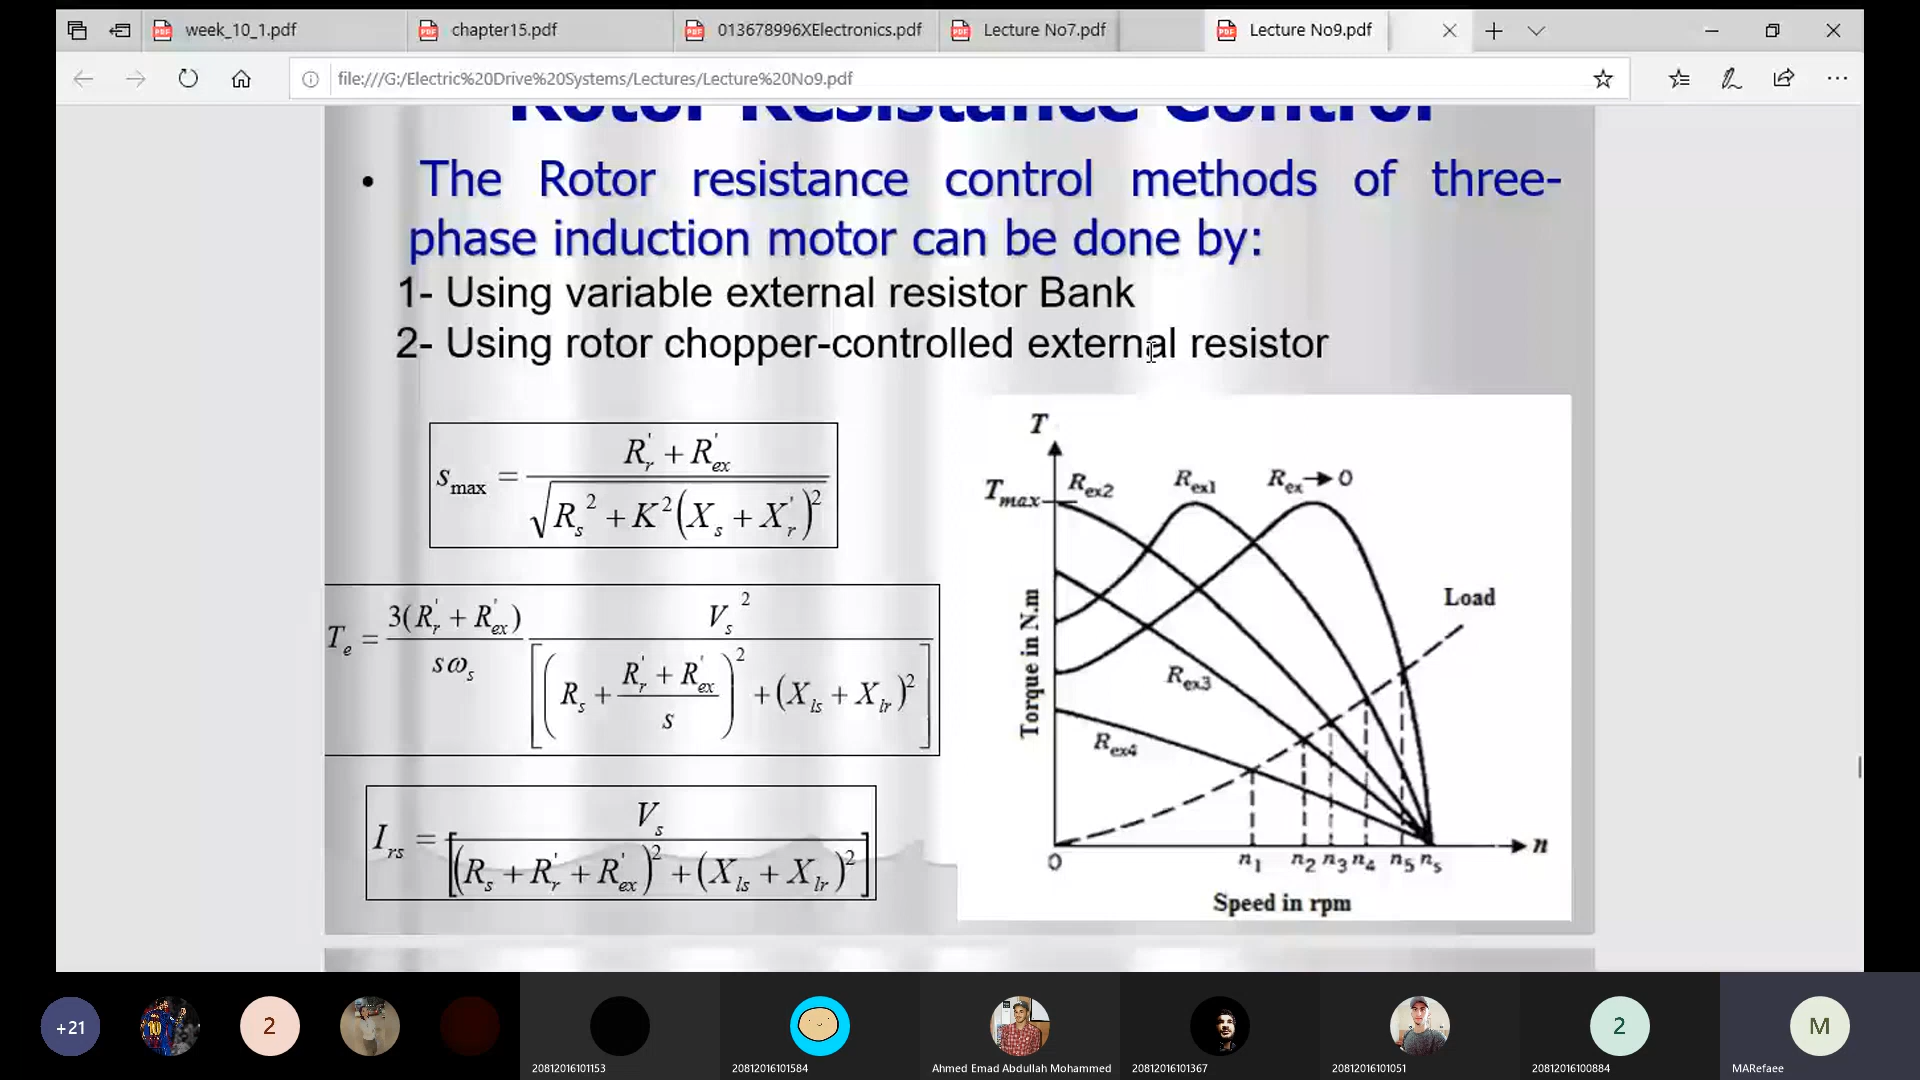 week_10_1.pdf
chapter15.pdf
013678996XElectronics.pdf
Lecture No7.pdf
Lecture No9.pdf
file:///G:/Electric%20Drive%20Systems/Lectures/Lecture%20No9.pdf
Rotor Resistance Control
• The Rotor resistance control methods of three-
phase induction motor can be done by:
1- Using variable external resistor Bank
2- Using rotor chopper-controlled external resistor
s_max = (R'_r + R'_ex) / √(R_s² + K²(X_s + X'_r)²)
T_e = 3(R'_r + R'_ex) / (sω_s) · V_s² / [(R_s + (R'_r + R'_ex) / s)² + (X_ls + X_lr)²]
I_rs = V_s / [(R_s + R'_r + R'_ex)² + (X_ls + X_lr)²]
T
T_max
R_ex2
R_ex1
R_ex→0
Load
R_ex3
R_ex4
Torque in N.m
0
n_1 n_2 n_3 n_4 n_5 n_s
n
Speed in rpm
+21
10
2
2
M
20812016101153
20812016101584
Ahmed Emad Abdullah Mohammed
20812016101367
20812016101051
20812016100884
MARefaee